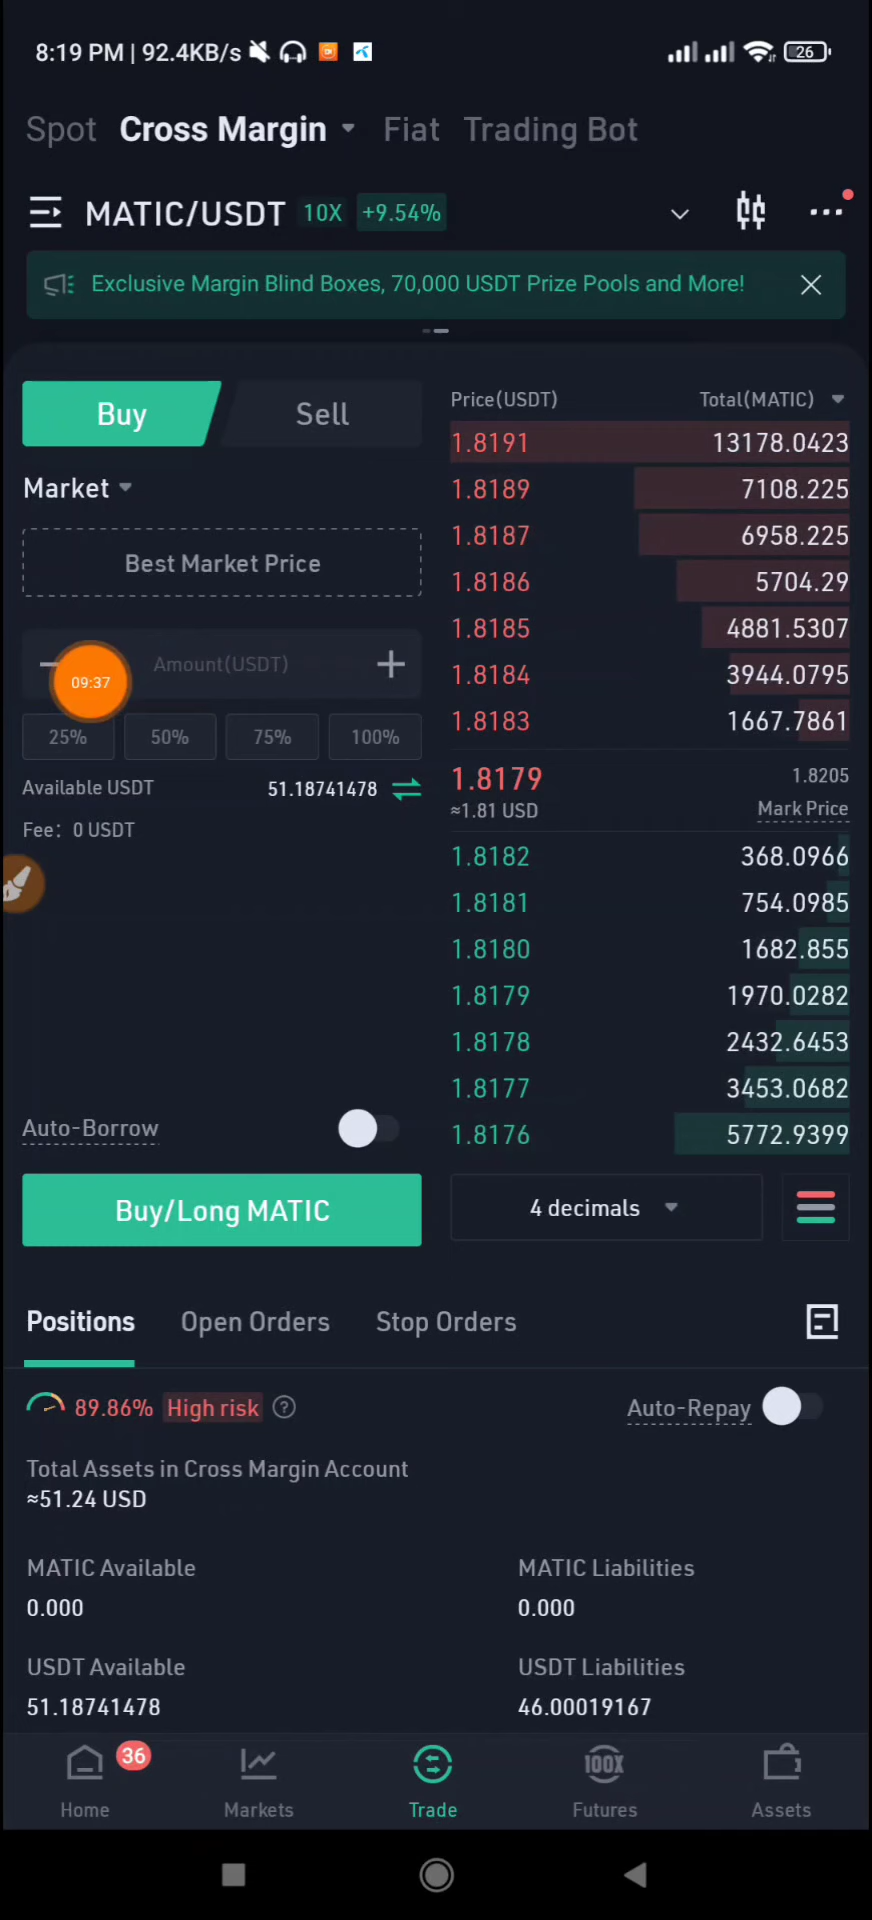 8:19 PM | 92.4KB/s 26
Spot Cross Margin Fiat Trading Bot
MATIC/USDT 10X +9.54%
Exclusive Margin Blind Boxes, 70,000 USDT Prize Pools and More!
Buy Sell
Market
Best Market Price
Amount(USDT)
09:37
25% 50% 75% 100%
Available USDT 51.18741478
Fee: 0 USDT
Auto-Borrow
Buy/Long MATIC
Price(USDT) Total(MATIC)
1.8191 13178.0423
1.8189 7108.225
1.8187 6958.225
1.8186 5704.29
1.8185 4881.5307
1.8184 3944.0795
1.8183 1667.7861
1.8179 1.8205
≈1.81 USD Mark Price
1.8182 368.0966
1.8181 754.0985
1.8180 1682.855
1.8179 1970.0282
1.8178 2432.6453
1.8177 3453.0682
1.8176 5772.9399
4 decimals
Positions Open Orders Stop Orders
89.86% High risk ? Auto-Repay
Total Assets in Cross Margin Account
≈51.24 USD
MATIC Available MATIC Liabilities
0.000 0.000
USDT Available USDT Liabilities
51.18741478 46.00019167
36 100X
Home Markets Trade Futures Assets